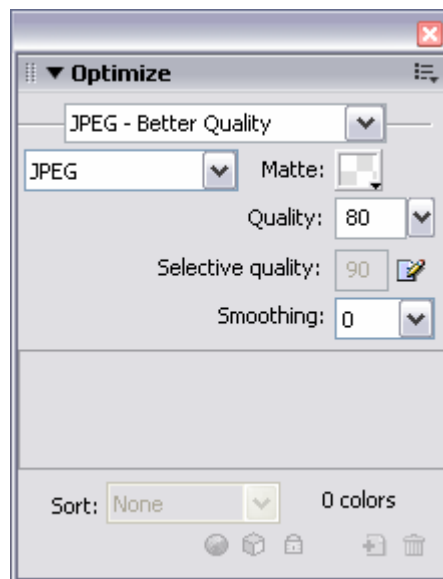 Optimize
JPEG - Better Quality
JPEG Matte:
Quality: 80
Selective quality: 90
Smoothing: 0
Sort: None 0 colors